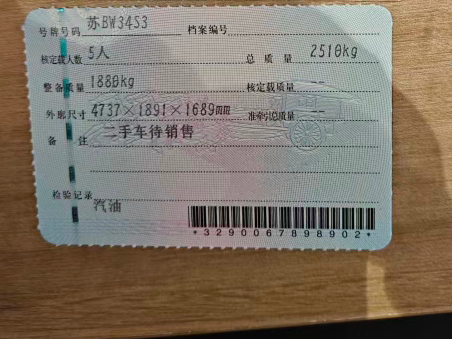 号牌号码 苏BW34S3 档案编号
核定载人数 5人 总质量 2510kg
整备质量 1880kg 核定载质量 --
外廓尺寸 4737×1891×1689mm 准牵引总质量 --
备注 二手车待销售
检验记录
汽油
*3290067898902*